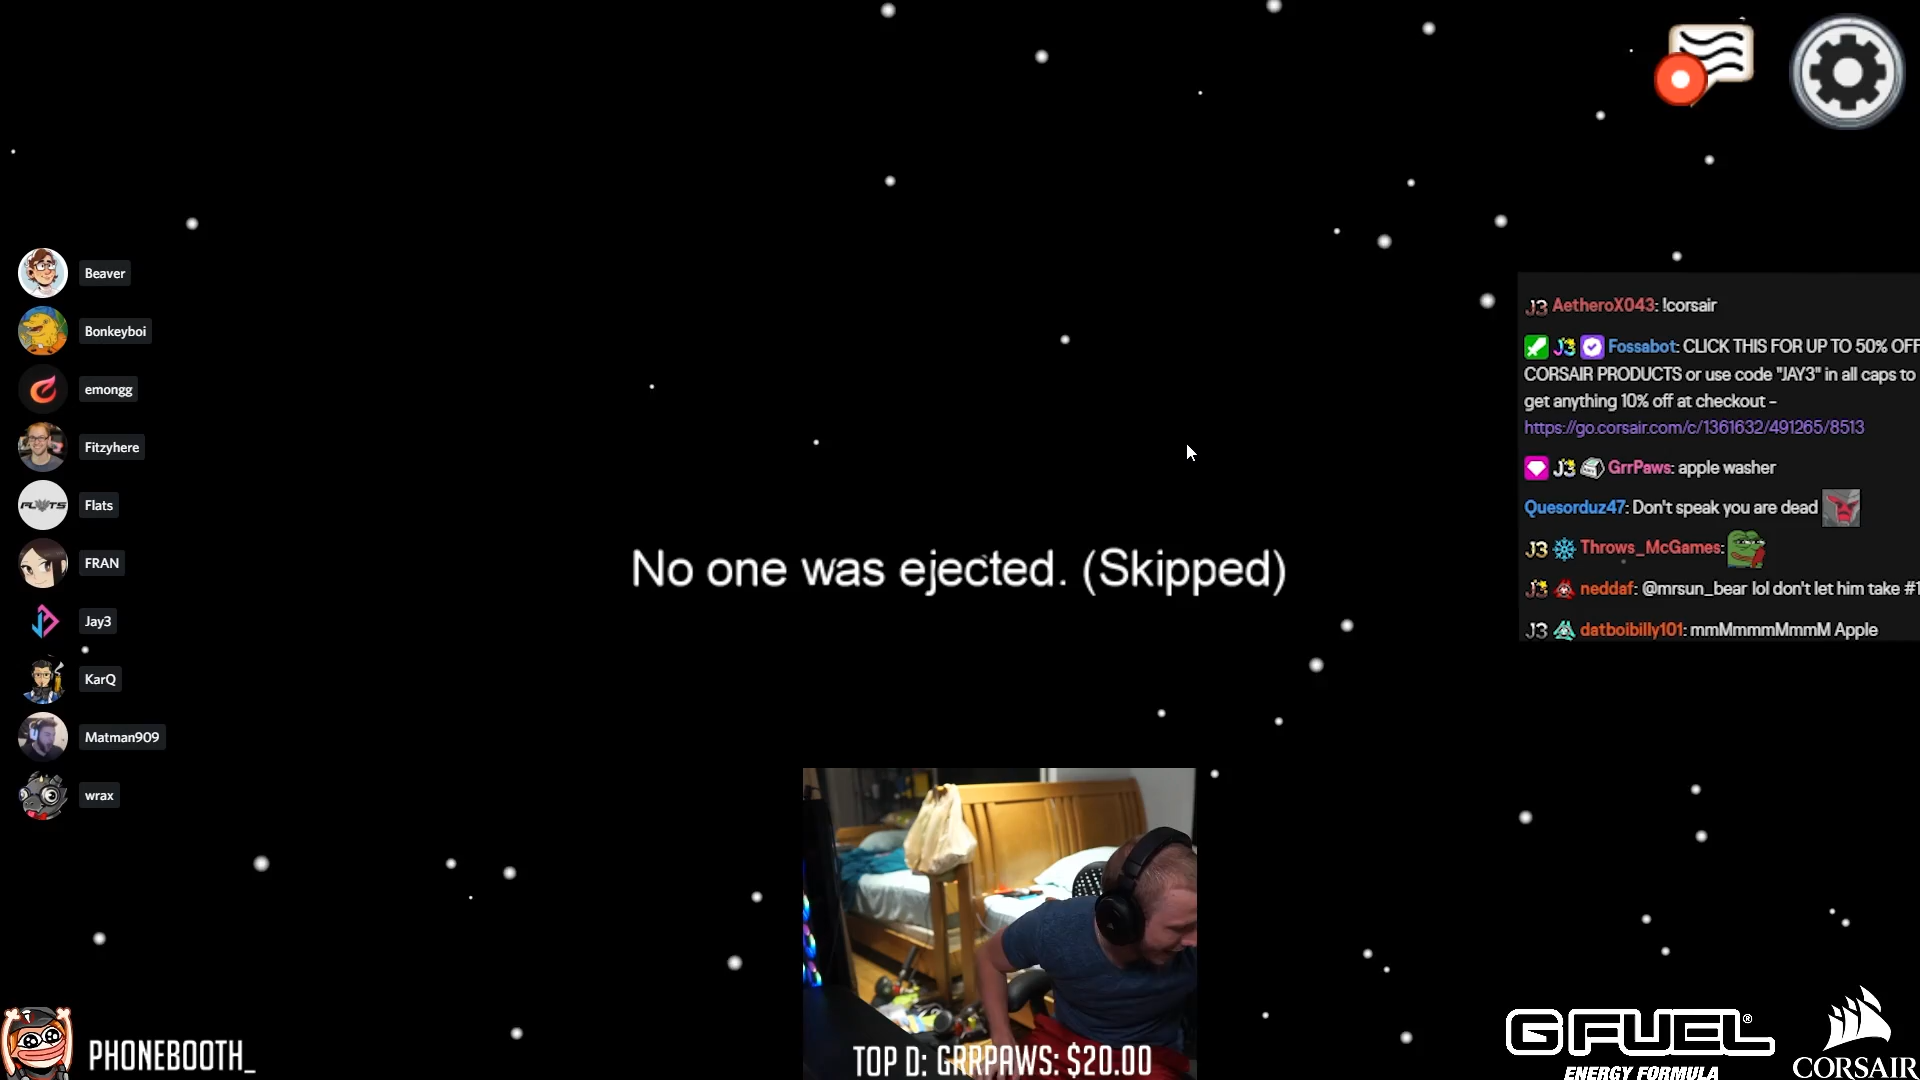 Beaver
Bonkeyboi
emongg
Fitzyhere
FLATS
Flats
FRAN
Jay3
KarQ
Matman909
wrax
No one was ejected. (Skipped)
J3 AetheroX043: !corsair
J3 Fossabot: CLICK THIS FOR UP TO 50% OFF
CORSAIR PRODUCTS or use code "JAY3" in all caps to
get anything 10% off at checkout -
https://go.corsair.com/c/1361632/491265/8513
J3 GrrPaws: apple washer
Quesorduz47: Don't speak you are dead
J3 Throws_McGames:
J3 neddaf: @mrsun_bear lol don't let him take #1
J3 datboibilly101: mmMmmmMmmM Apple
PHONEBOOTH_
TOP D: GRRPAWS: $20.00
G FUEL®
ENERGY FORMULA
CORSAIR